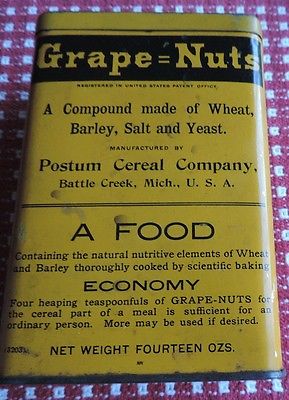 Grape=Nuts
REGISTERED IN UNITED STATES PATENT OFFICE.
A Compound made of Wheat,
Barley, Salt and Yeast.
MANUFACTURED BY
Postum Cereal Company,
Battle Creek, Mich., U. S. A.
A FOOD
Containing the natural nutritive elements of Wheat
and Barley thoroughly cooked by scientific baking
ECONOMY
Four heaping teaspoonfuls of GRAPE-NUTS for
the cereal part of a meal is sufficient for an
ordinary person. More may be used if desired.
NET WEIGHT FOURTEEN OZS.